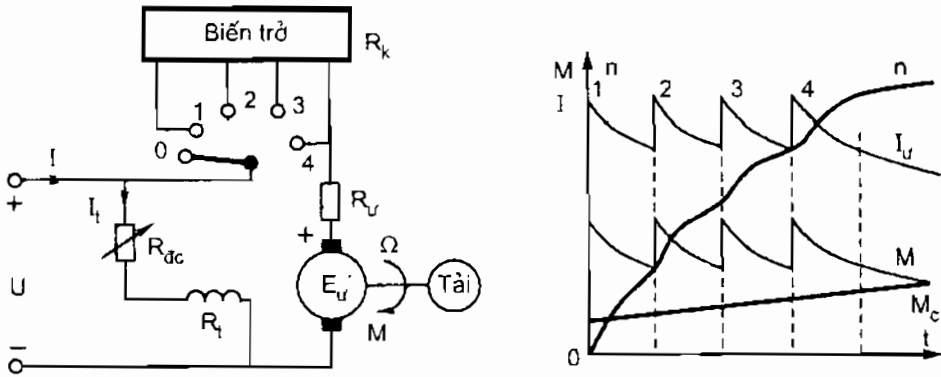 Biến trở
R_k
1
2
3
0
4
I
+
I_t
R_đc
R_ư
+
Ω
U
E_ư
Tải
M
R_t
–
M
n
I
1
2
3
4
n
I_ư
M
M_c
0
t